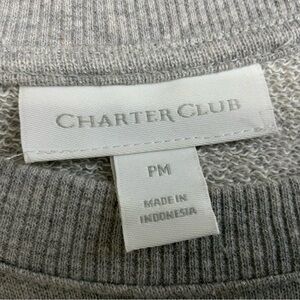 CHARTER CLUB
PM
MADE IN
INDONESIA